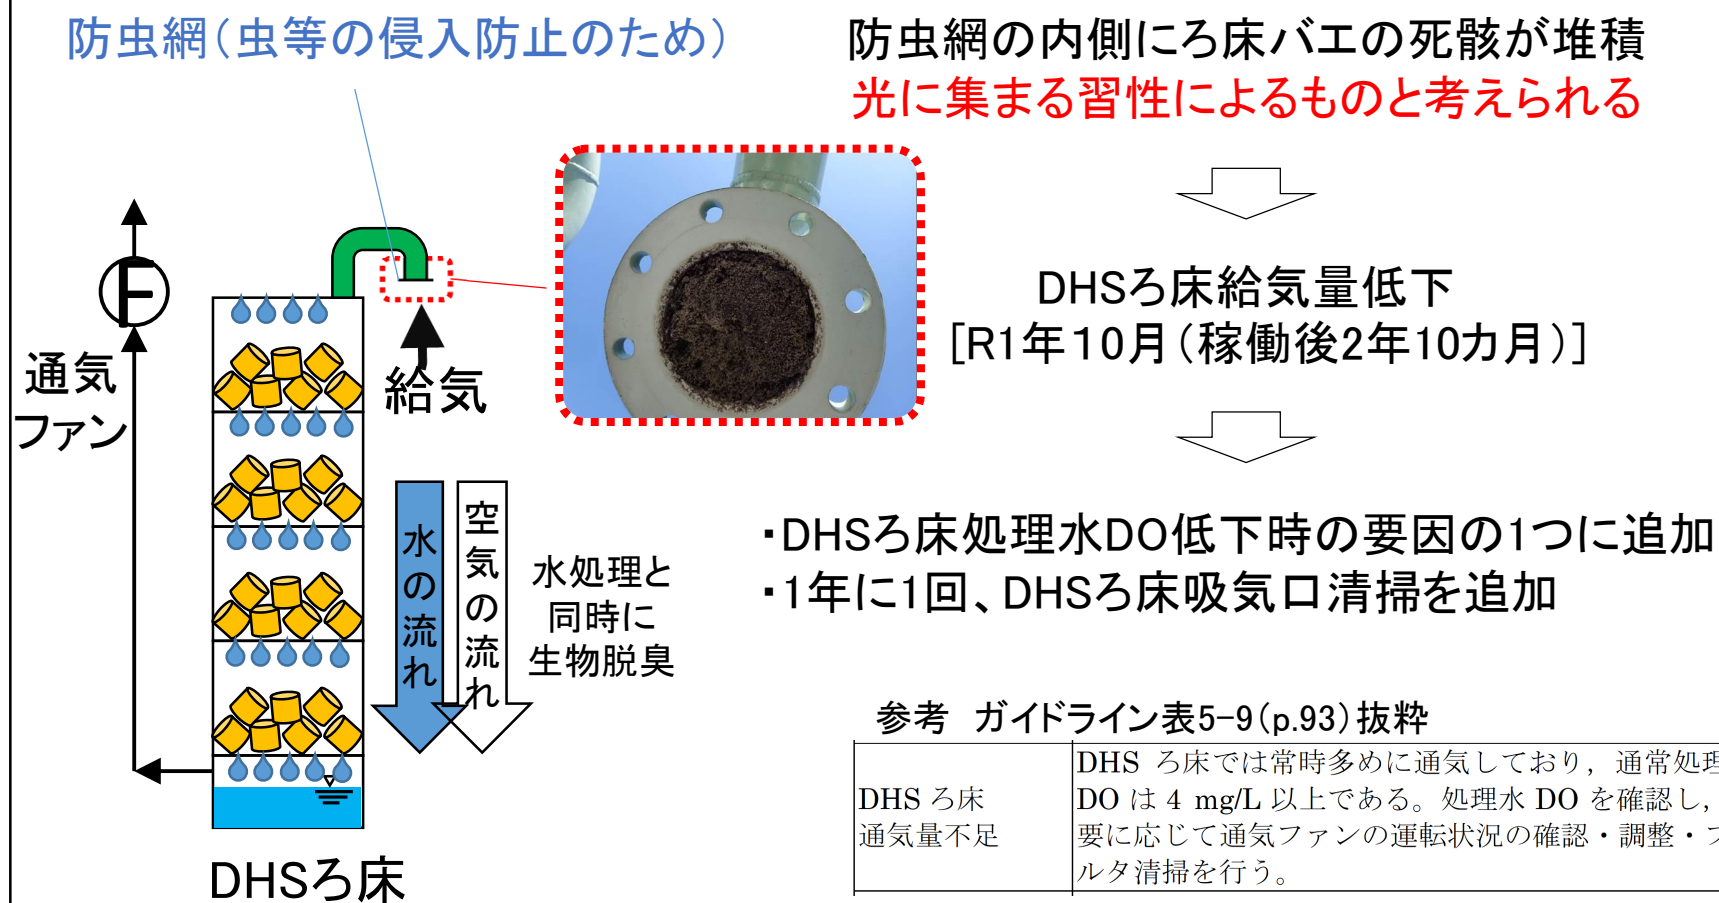 防虫網(虫等の侵入防止のため)
防虫網の内側にろ床バエの死骸が堆積
光に集まる習性によるものと考えられる
F
通気
ファン
給気
DHSろ床給気量低下
[R1年10月(稼働後2年10カ月)]
水の流れ
空気の流れ
水処理と
同時に
生物脱臭
・DHSろ床処理水DO低下時の要因の1つに追加
・1年に1回、DHSろ床吸気口清掃を追加
DHSろ床
参考 ガイドライン表5-9(p.93)抜粋
DHS ろ床
通気量不足
DHS ろ床では常時多めに通気しており，通常処理
DO は 4 mg/L 以上である。処理水 DO を確認し，
要に応じて通気ファンの運転状況の確認・調整・フ
ルタ清掃を行う。